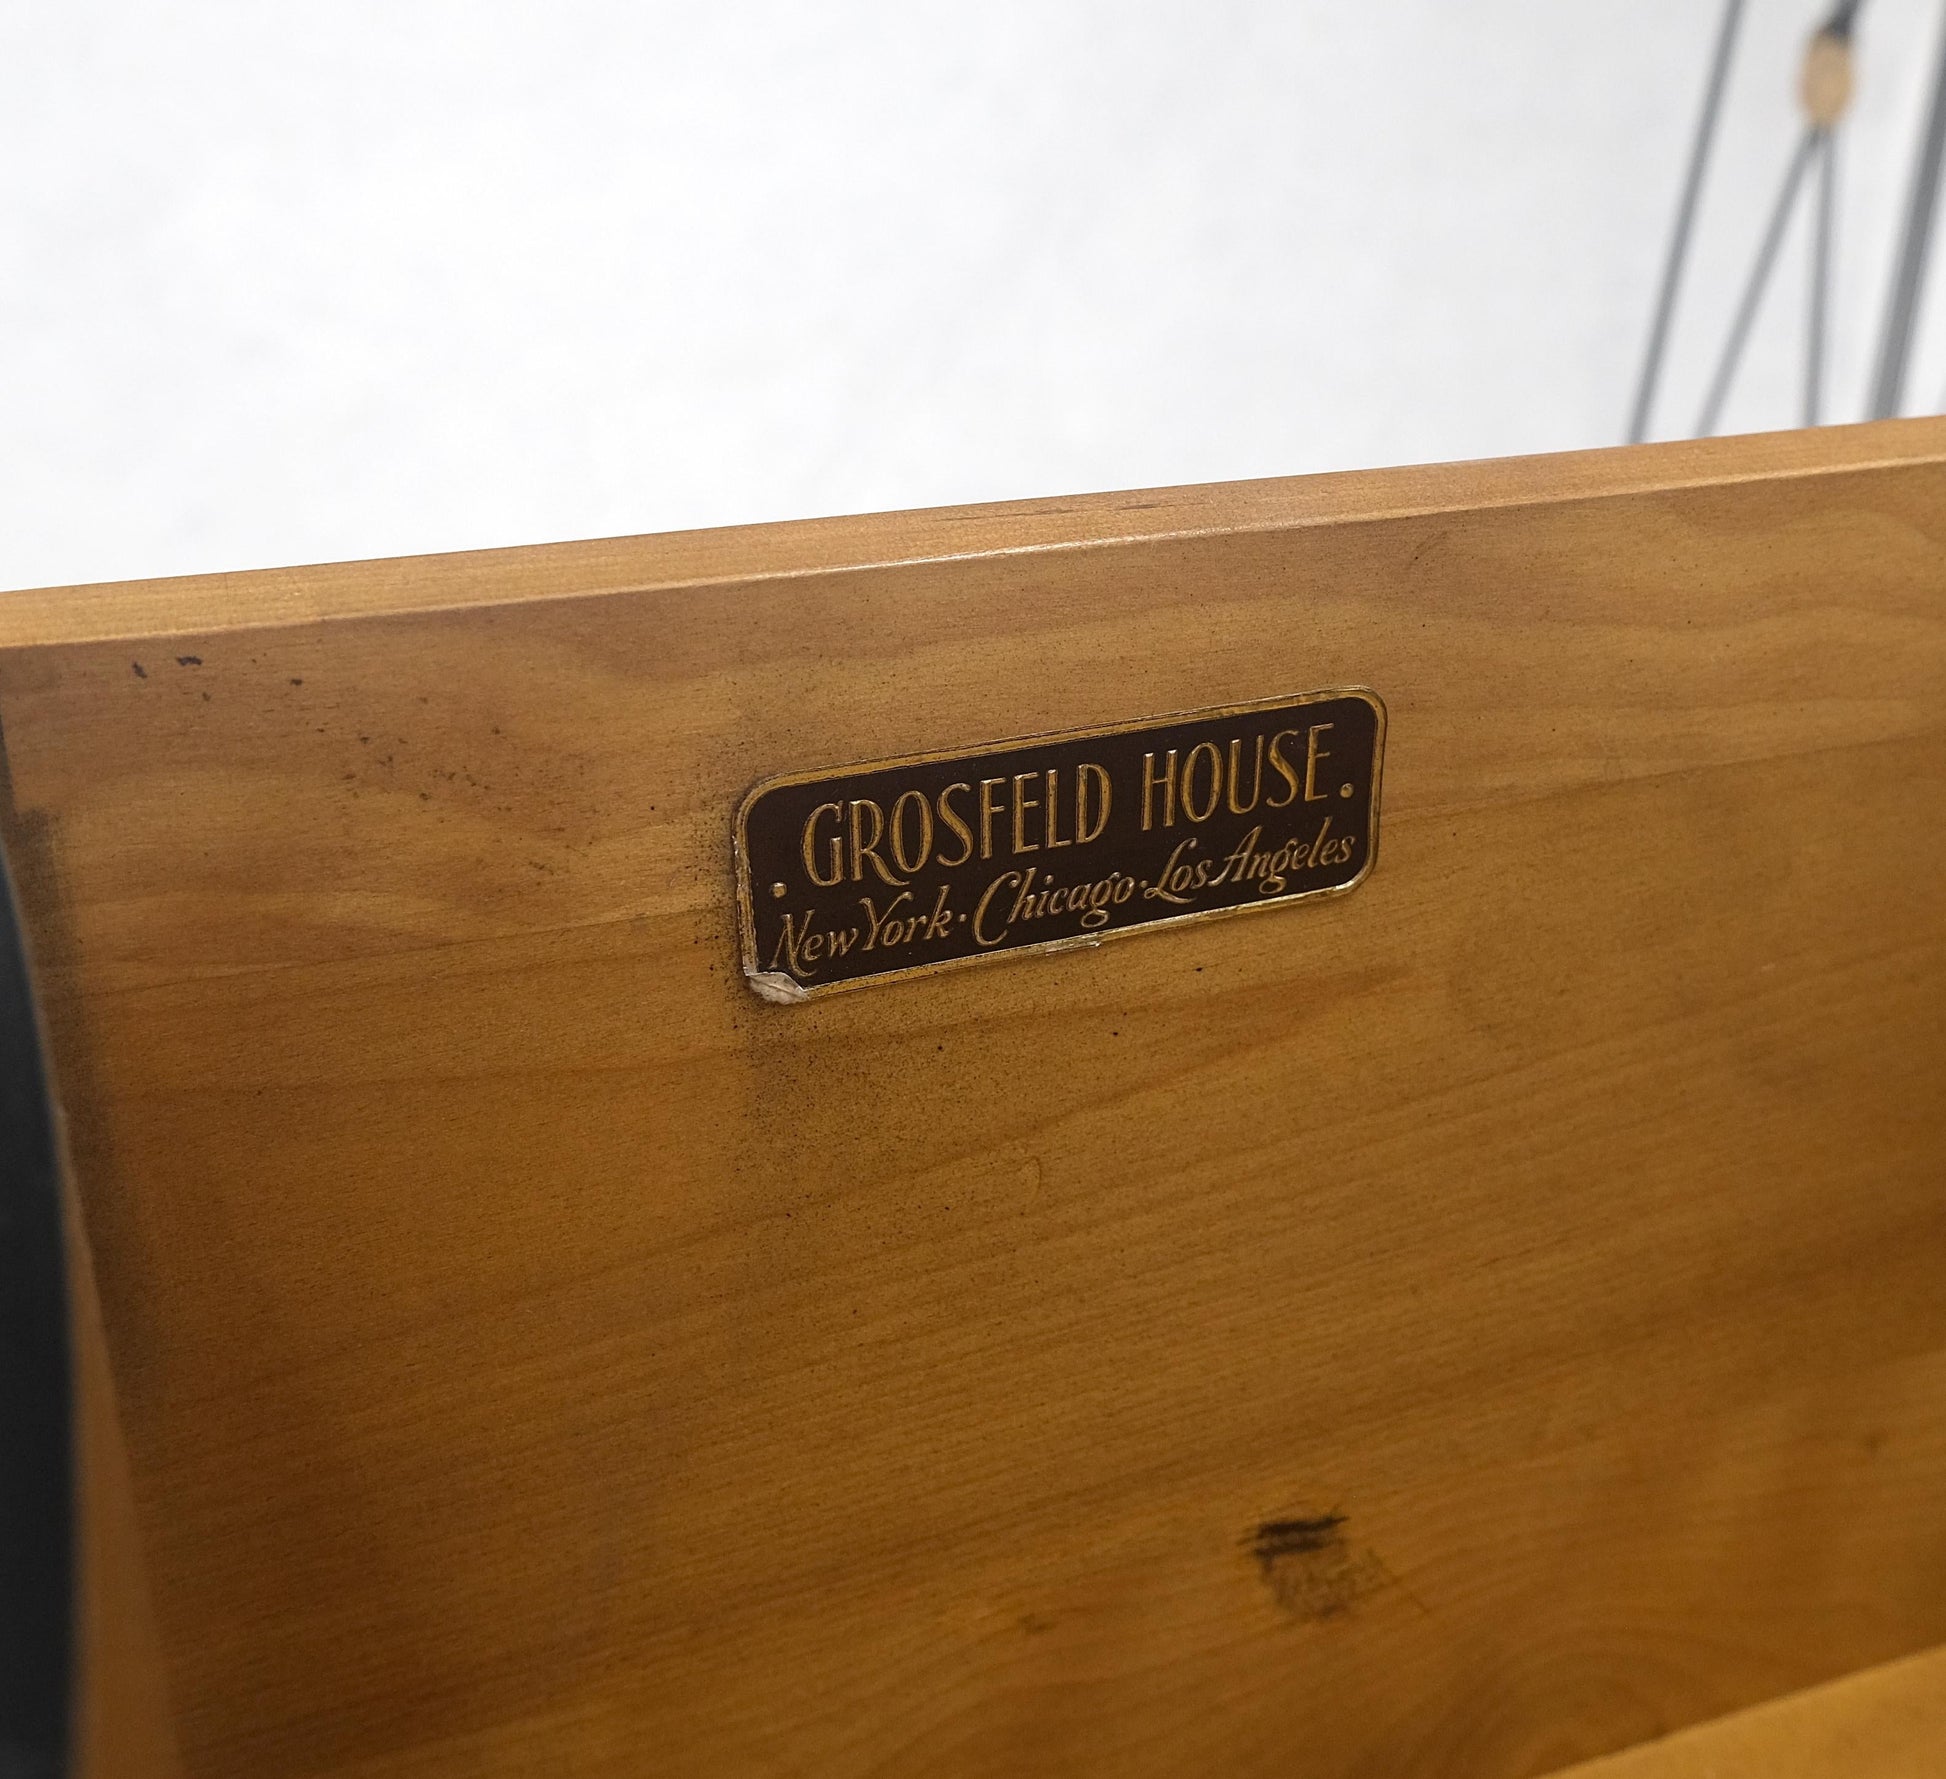 . GROSFELD HOUSE .
New York · Chicago · Los Angeles